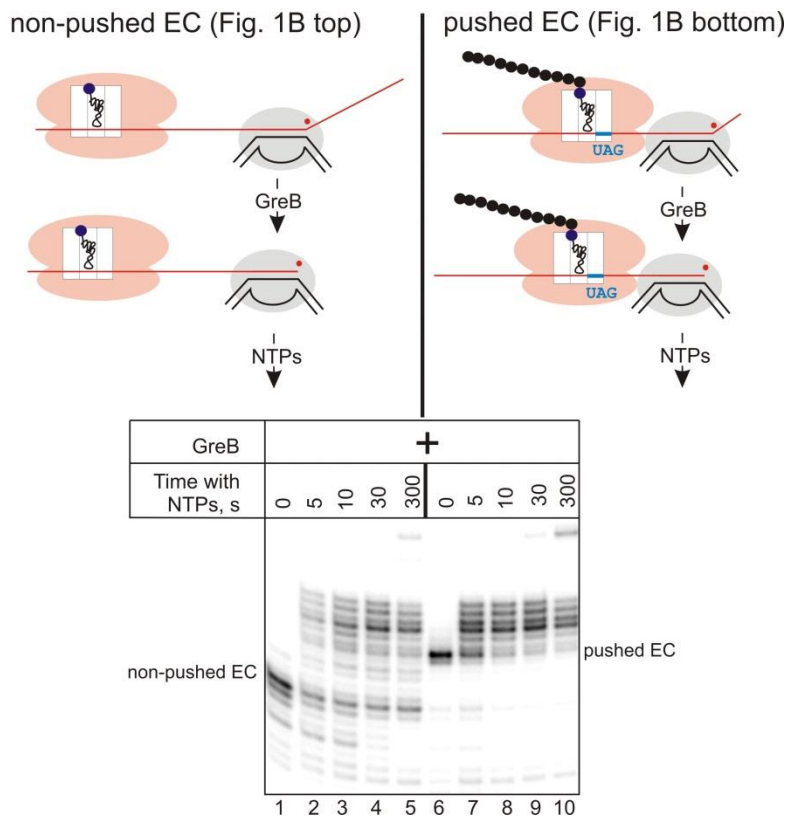 non-pushed EC (Fig. 1B top)
pushed EC (Fig. 1B bottom)
UAG
GreB
GreB
UAG
NTPs
NTPs
GreB +
Time with NTPs, s 0 5 10 30 300 0 5 10 30 300
non-pushed EC
pushed EC
1 2 3 4 5 6 7 8 9 10